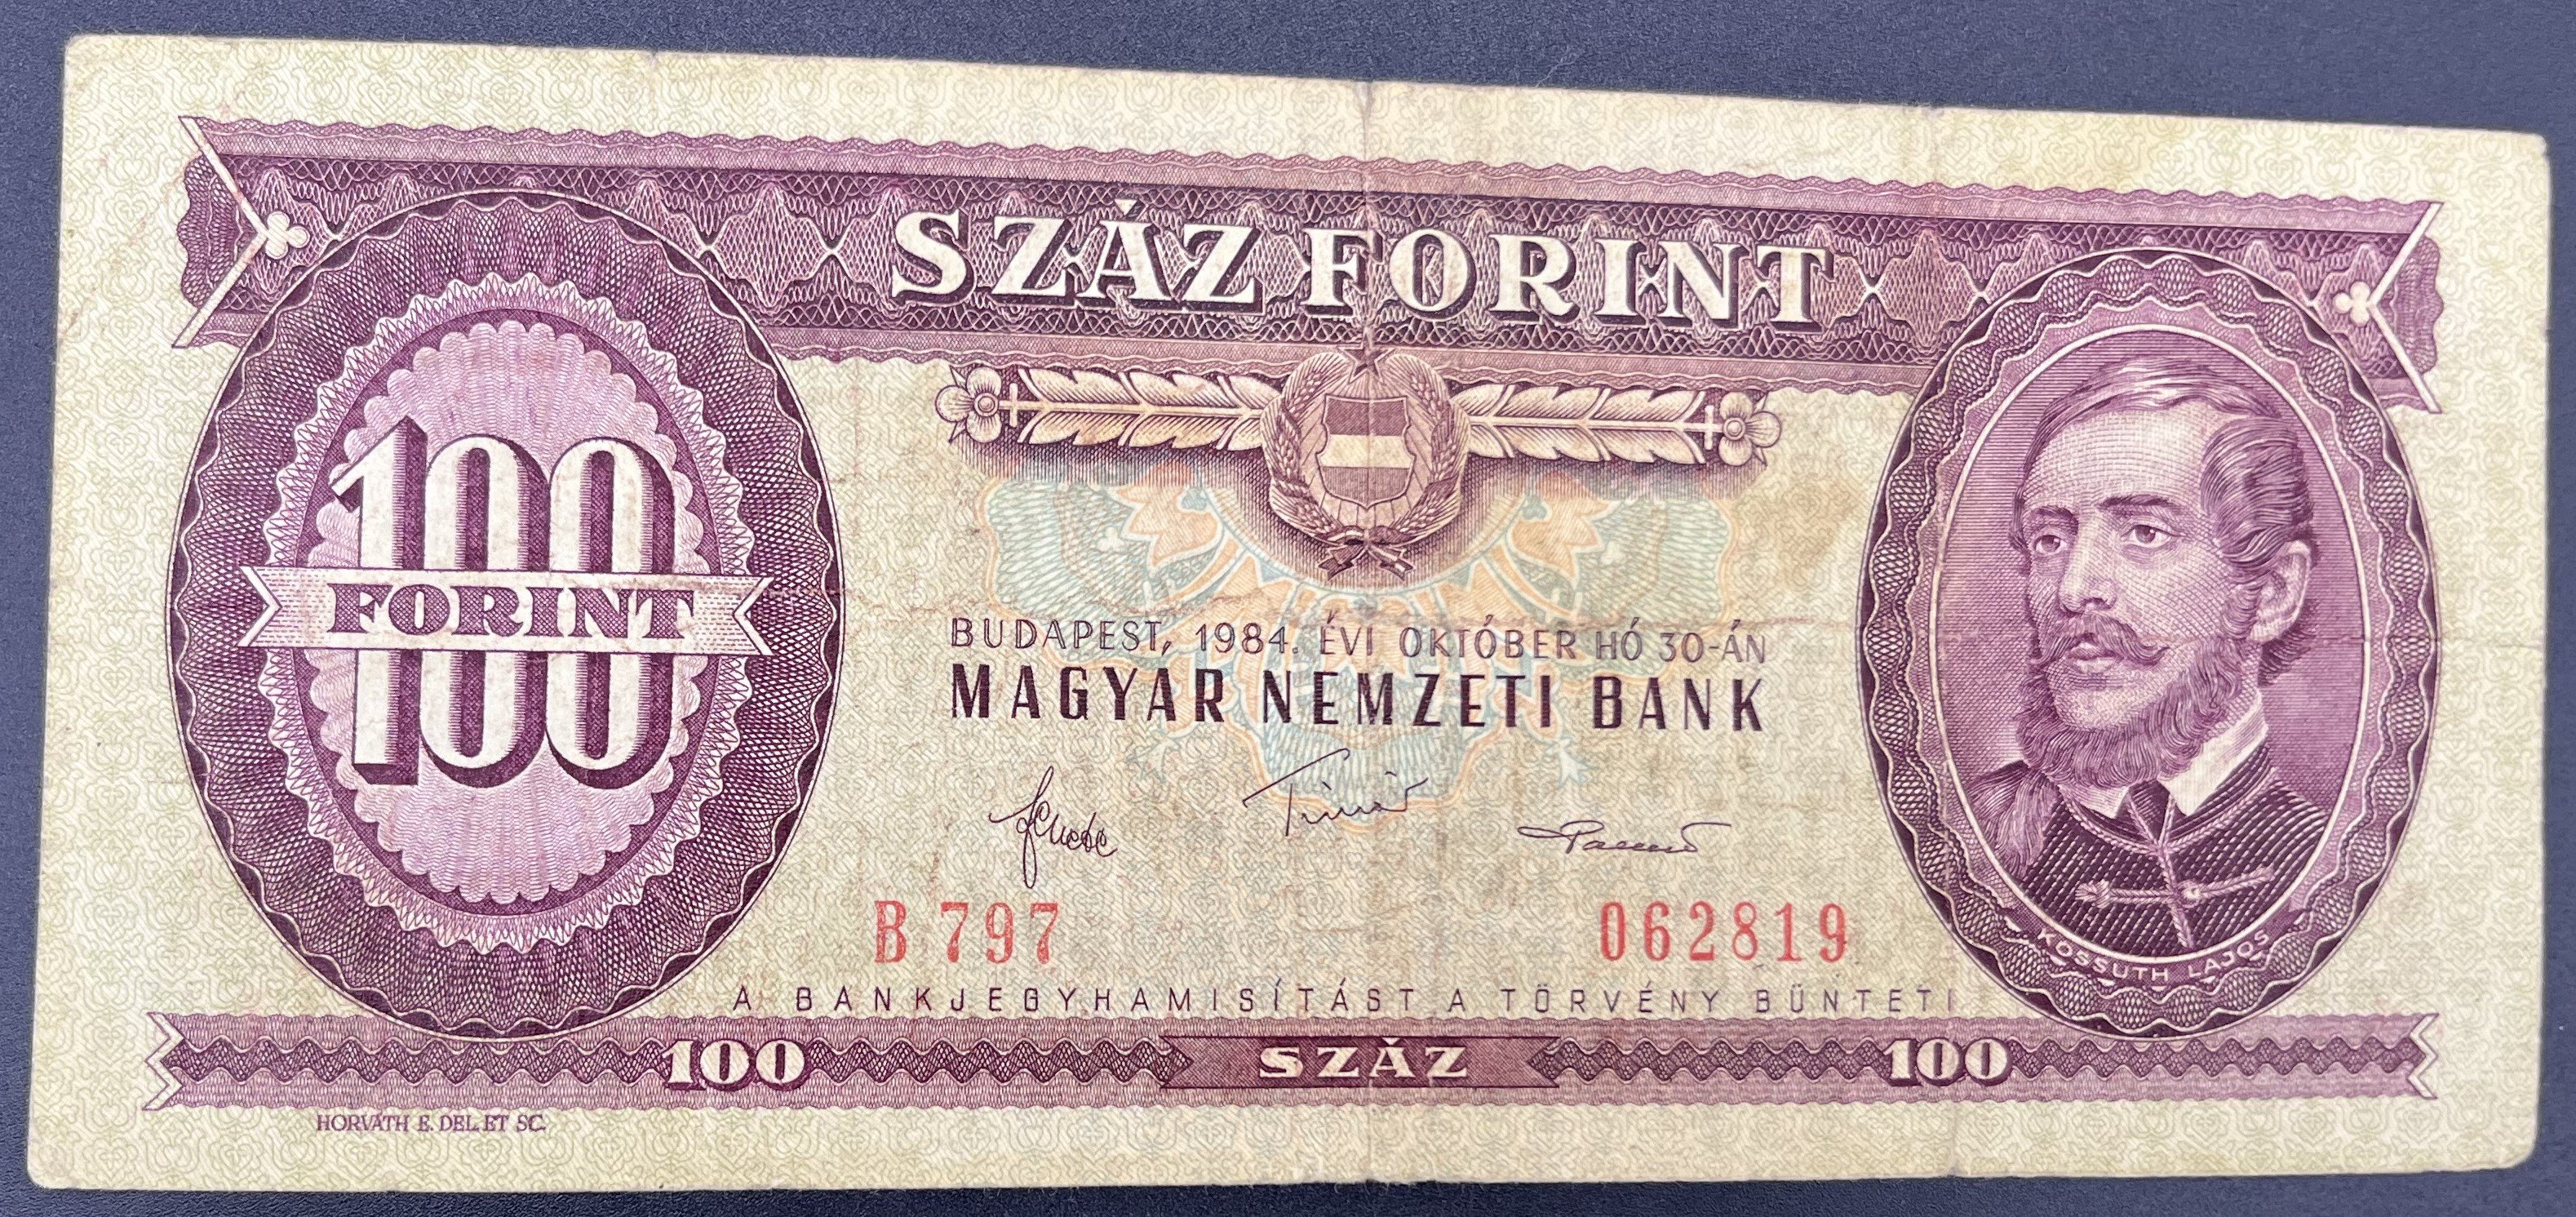 SZÁZ FORINT
100
FORINT
BUDAPEST, 1984. ÉVI OKTÓBER HÓ 30-ÁN
MAGYAR NEMZETI BANK
B 797
062819
KOSSUTH LAJOS
A BANKJEGYHAMISÍTÁST A TÖRVÉNY BÜNTETI
100
SZÁZ
100
HORVÁTH E. DEL. ET SC.